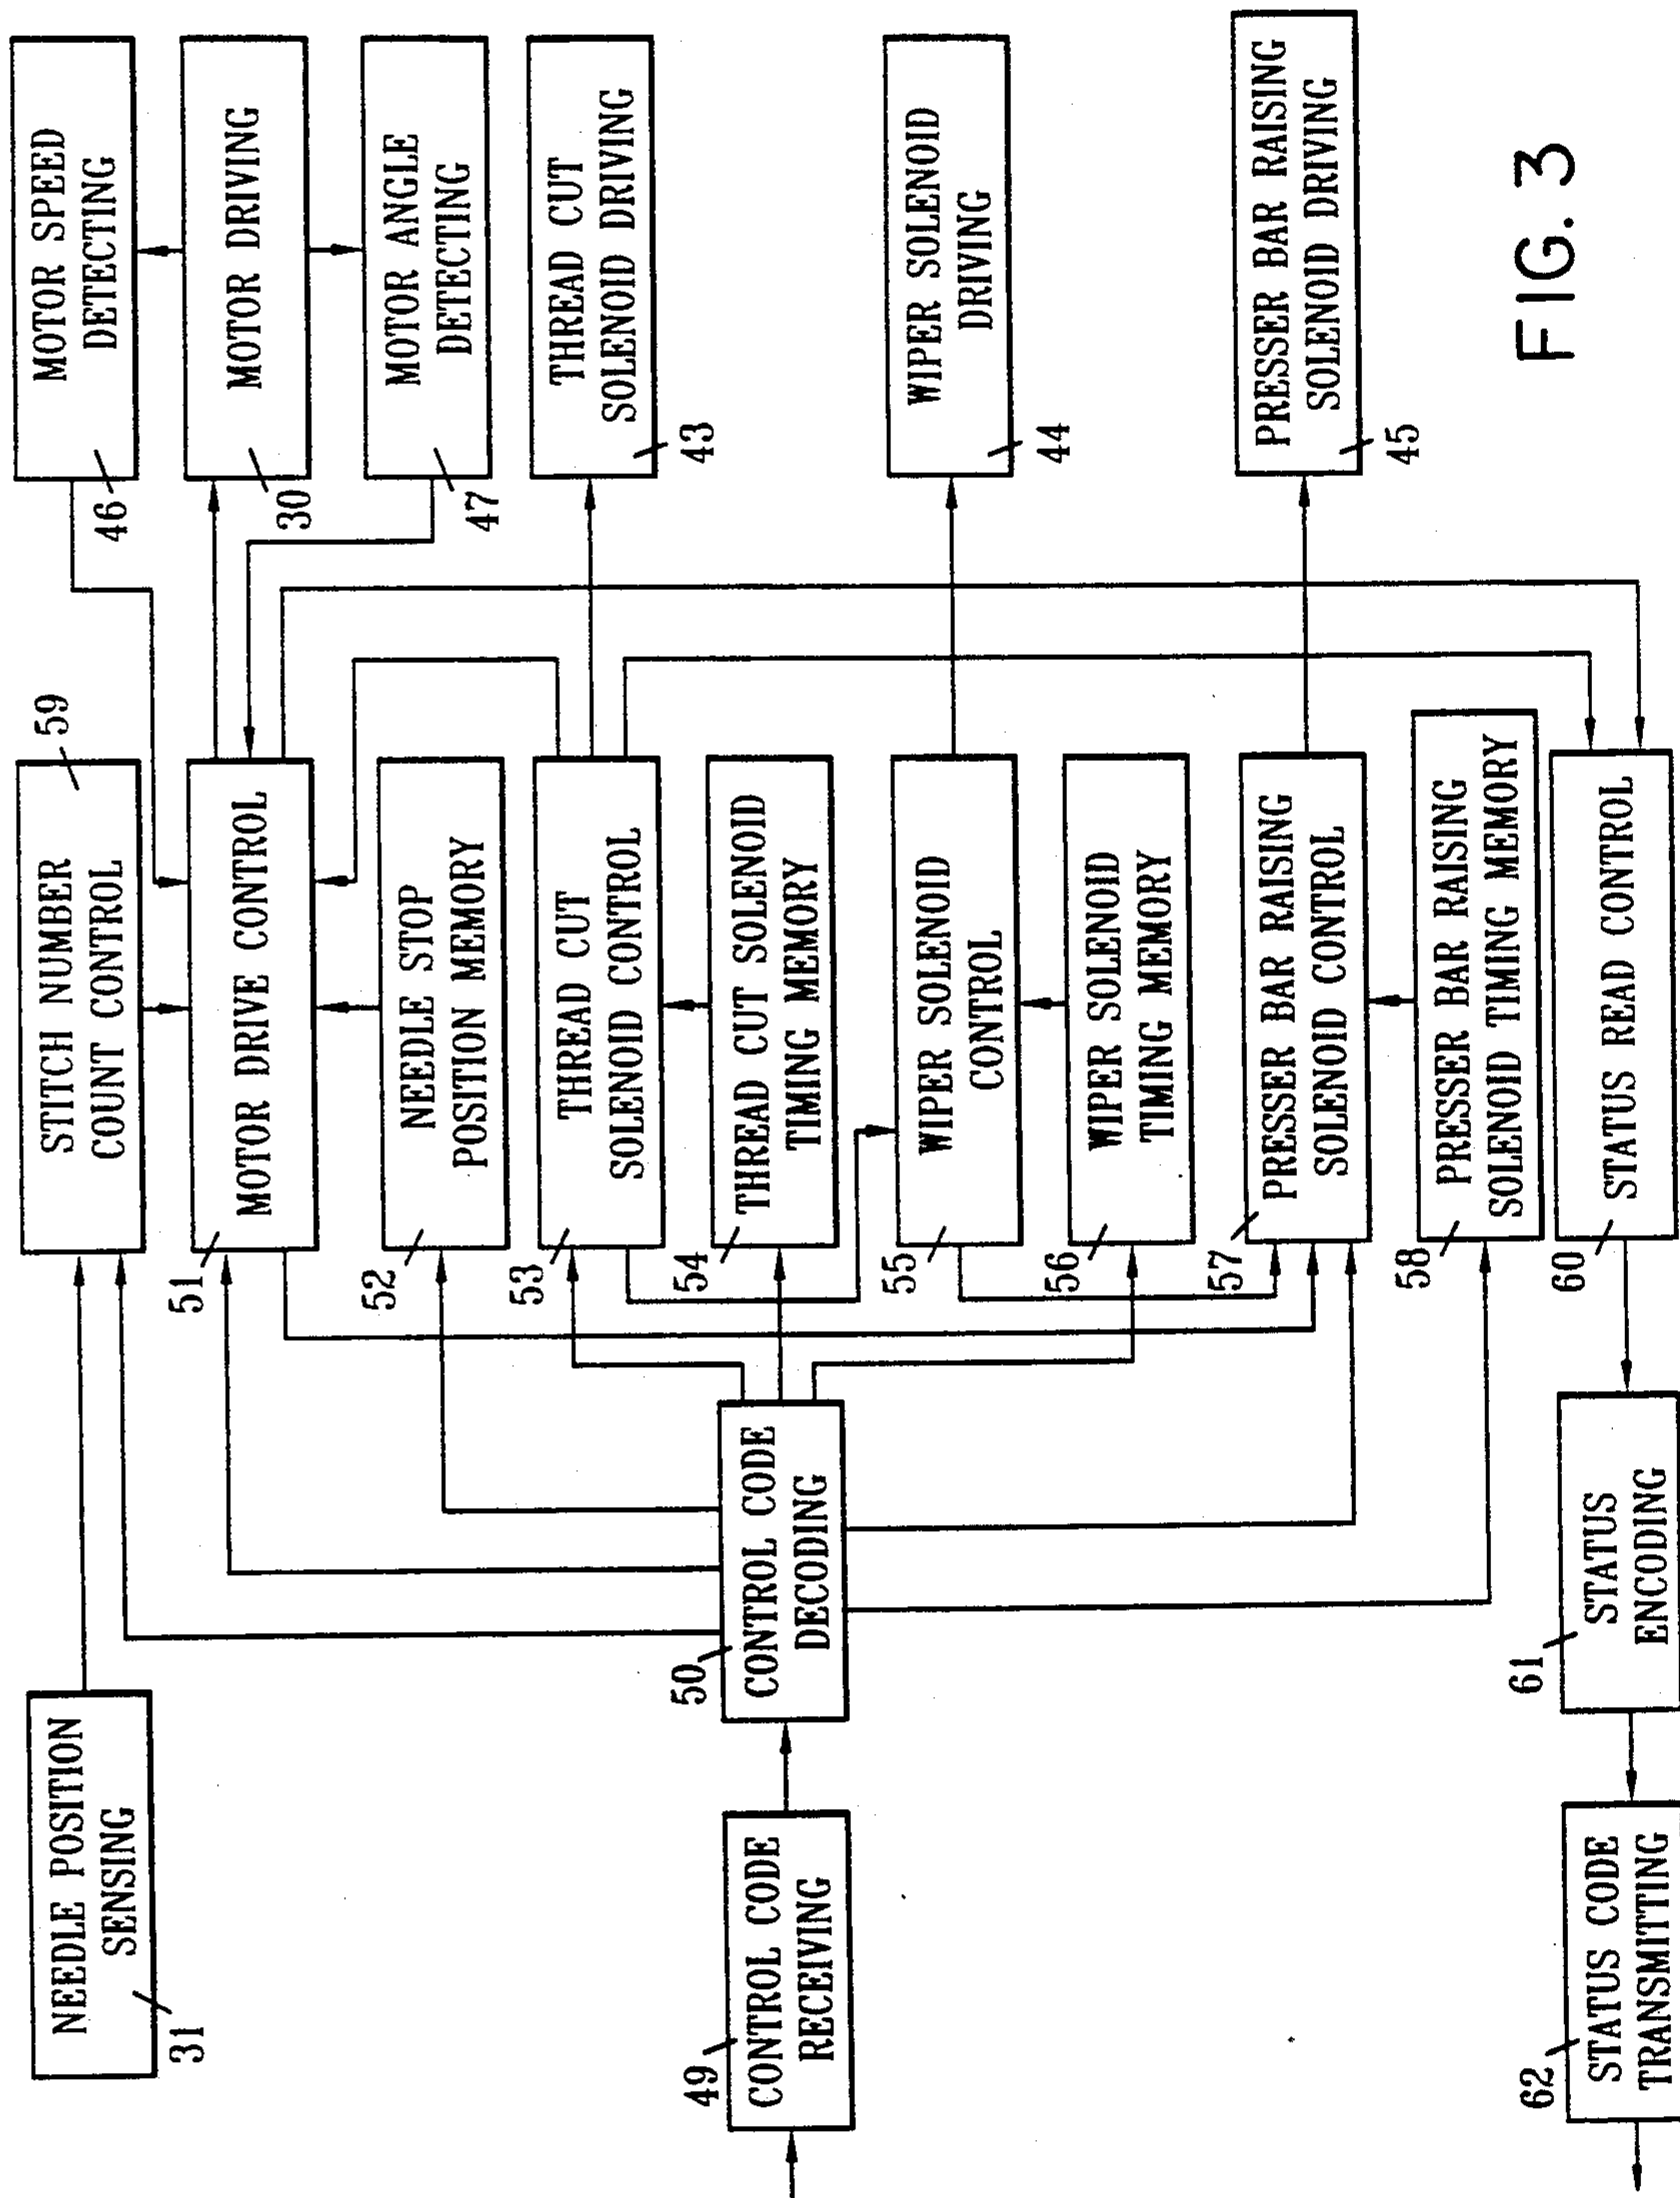 NEEDLE POSITION
SENSING
31
STITCH NUMBER
COUNT CONTROL
59
MOTOR SPEED
DETECTING
46
MOTOR DRIVE CONTROL
51
MOTOR DRIVING
30
NEEDLE STOP
POSITION MEMORY
52
MOTOR ANGLE
DETECTING
47
THREAD CUT
SOLENOID CONTROL
53
THREAD CUT
SOLENOID DRIVING
43
CONTROL CODE
RECEIVING
49
CONTROL CODE
DECODING
50
THREAD CUT SOLENOID
TIMING MEMORY
54
WIPER SOLENOID
CONTROL
55
WIPER SOLENOID
DRIVING
44
WIPER SOLENOID
TIMING MEMORY
56
PRESSER BAR RAISING
SOLENOID CONTROL
57
PRESSER BAR RAISING
SOLENOID DRIVING
45
PRESSER BAR RAISING
SOLENOID TIMING MEMORY
58
STATUS CODE
TRANSMITTING
62
STATUS
ENCODING
61
STATUS READ CONTROL
60
FIG. 3